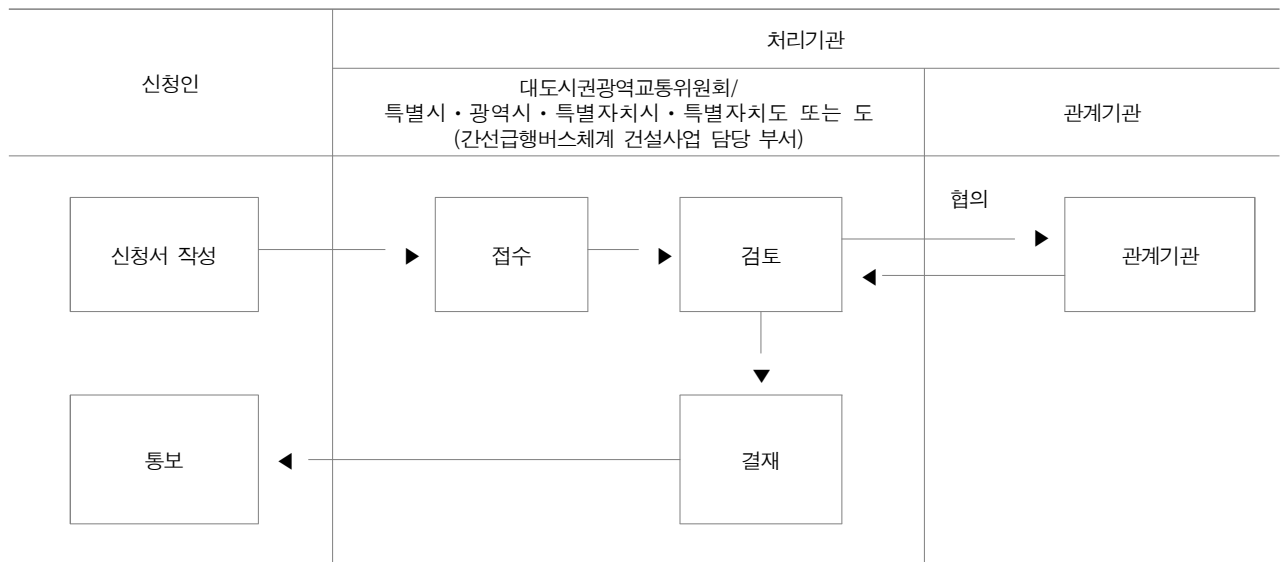 신청인
처리기관
대도시권광역교통위원회/
특별시·광역시·특별자치시·특별자치도 또는 도
(간선급행버스체계 건설사업 담당 부서)
관계기관
신청서 작성
접수
검토
협의
관계기관
통보
결재